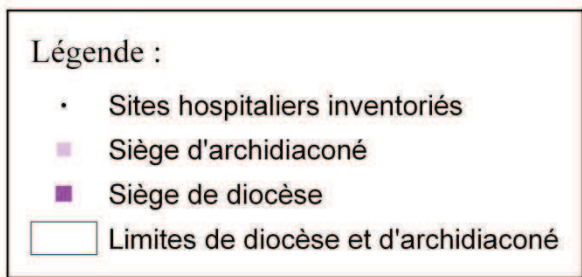 Légende :
Sites hospitaliers inventoriés
Siège d'archidiaconé
Siège de diocèse
Limites de diocèse et d'archidiaconé